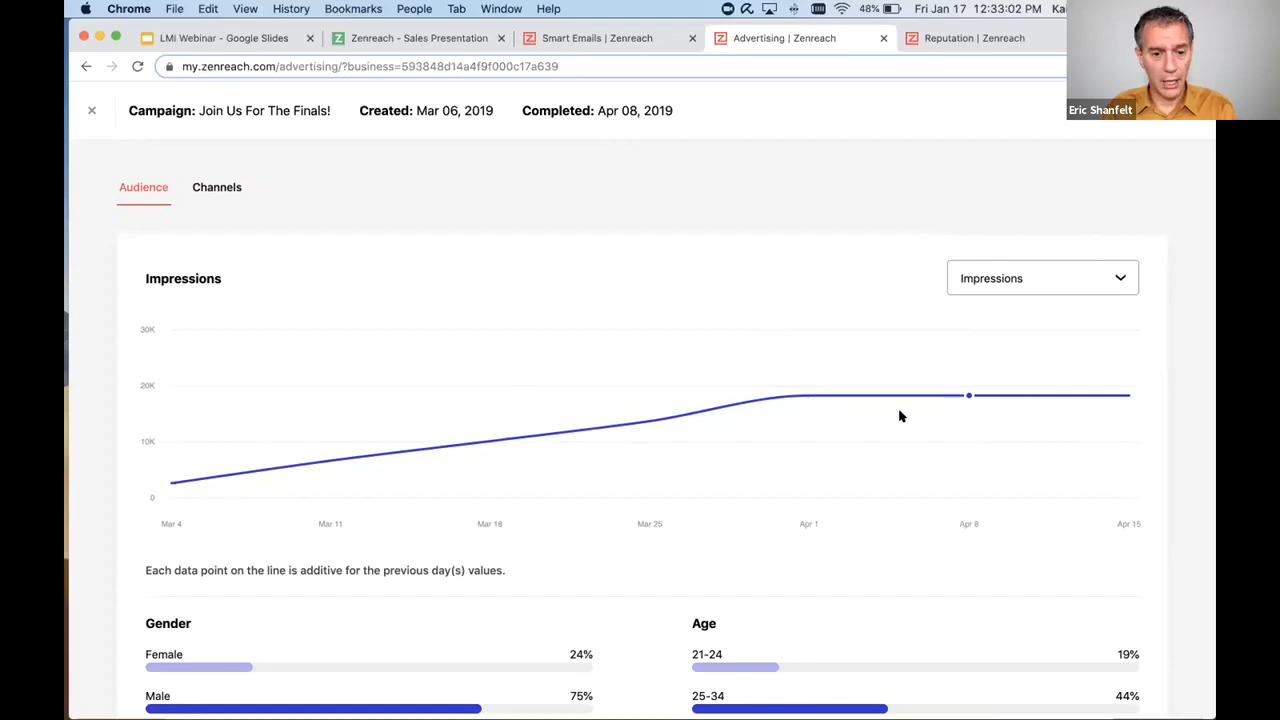 Chrome File Edit View History Bookmarks People Tab Window Help 48% Fri Jan 17 12:33:02 PM
LMI Webinar - Google Slides Zenreach - Sales Presentation Smart Emails | Zenreach Advertising | Zenreach Reputation | Zenreach
my.zenreach.com/advertising/?business=593848d14a4f9f000c17a639
Eric Shanfelt
Campaign: Join Us For The Finals! Created: Mar 06, 2019 Completed: Apr 08, 2019
Audience Channels
Impressions Impressions
30K
20K
10K
0
Mar 4 Mar 11 Mar 18 Mar 25 Apr 1 Apr 8 Apr 15
Each data point on the line is additive for the previous day(s) values.
Gender Age
Female 24% 21-24 19%
Male 75% 25-34 44%